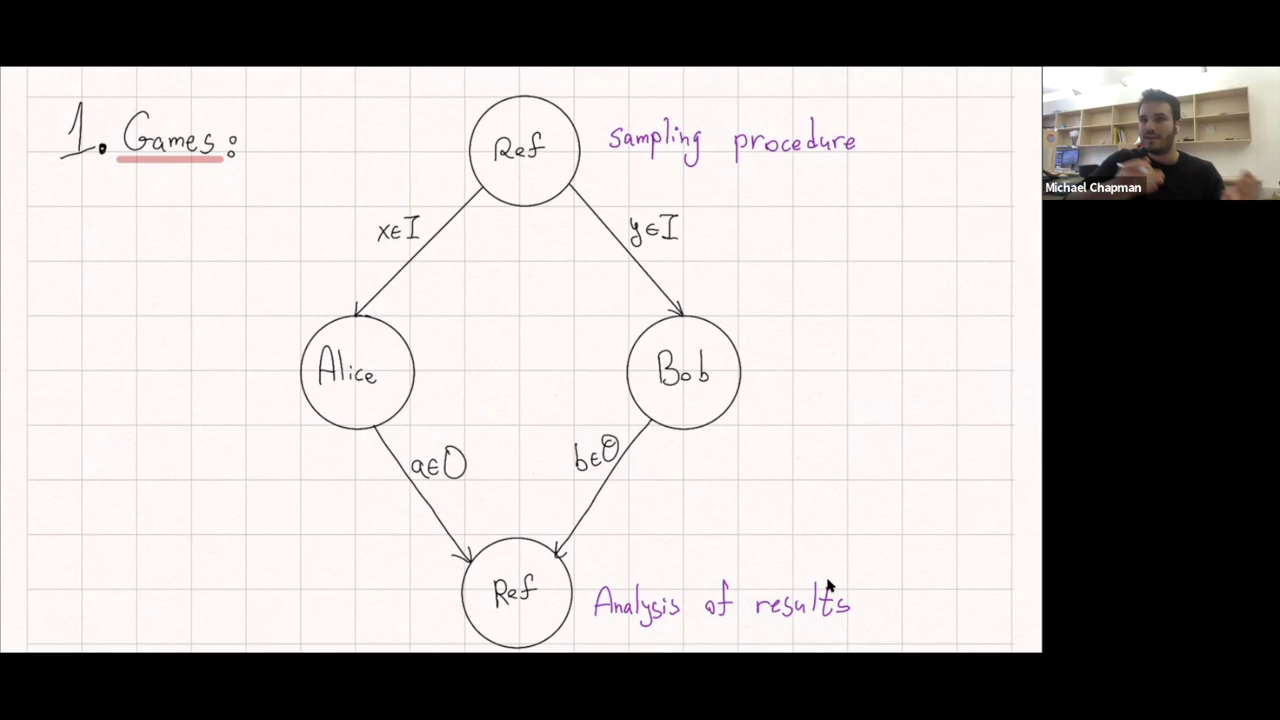 1. Games:
Ref
Sampling procedure
x∈I
y∈I
Alice
Bob
a∈O
b∈O
Ref
Analysis of results
Michael Chapman